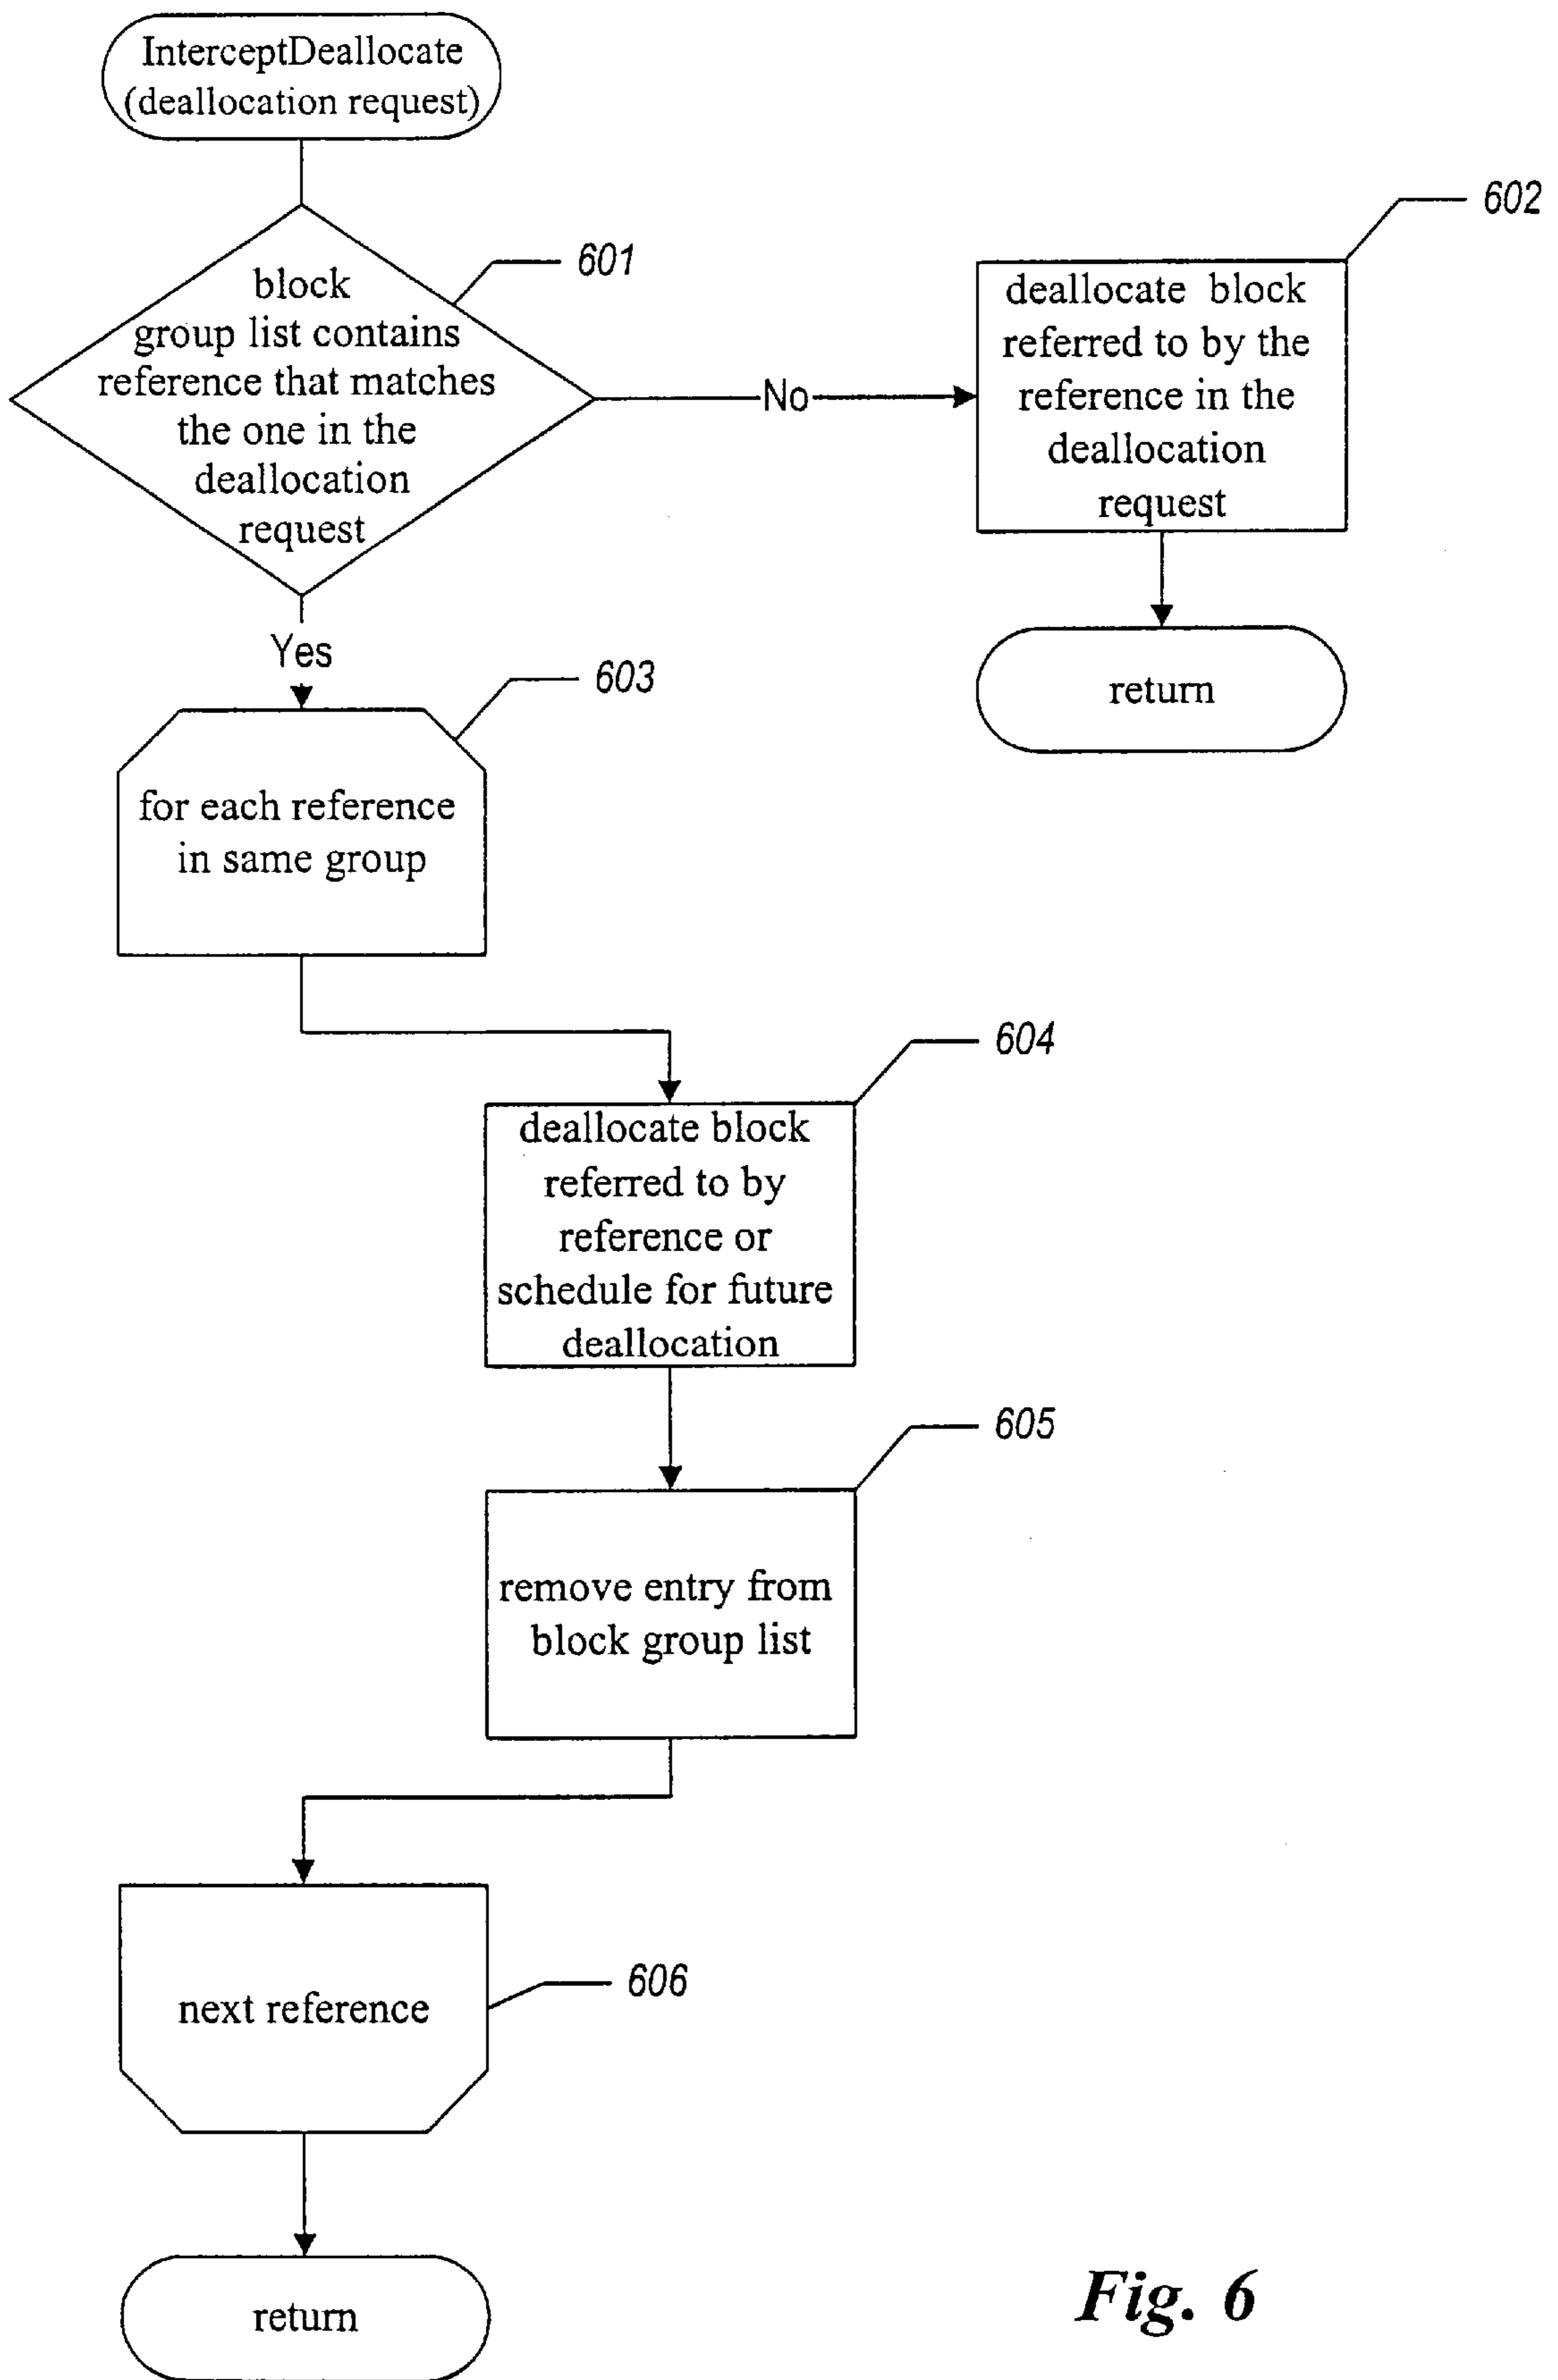 InterceptDeallocate
(deallocation request)
601
block
group list contains
reference that matches
the one in the
deallocation
request
No
602
deallocate block
referred to by the
reference in the
deallocation
request
return
Yes
603
for each reference
in same group
604
deallocate block
referred to by
reference or
schedule for future
deallocation
605
remove entry from
block group list
606
next reference
return
Fig. 6